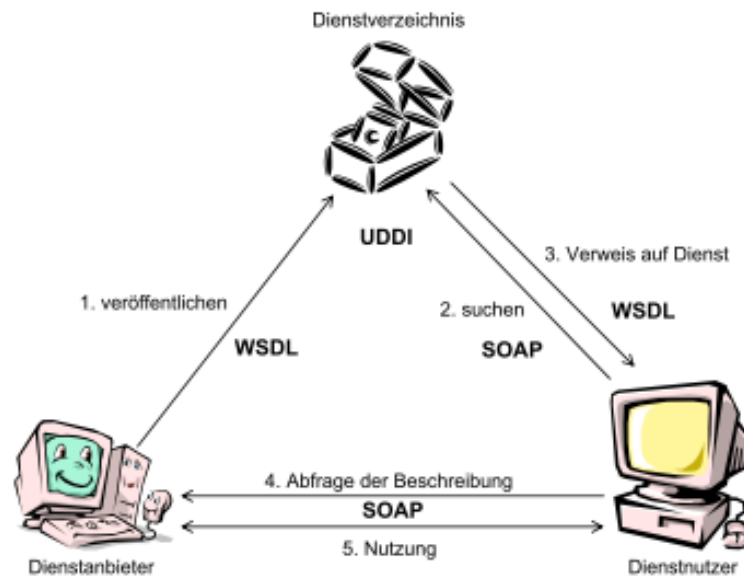 Dienstverzeichnis
UDDI
3. Verweis auf Dienst
1. veröffentlichen
2. suchen
WSDL
WSDL
SOAP
4. Abfrage der Beschreibung
SOAP
5. Nutzung
Dienstanbieter
Dienstnutzer